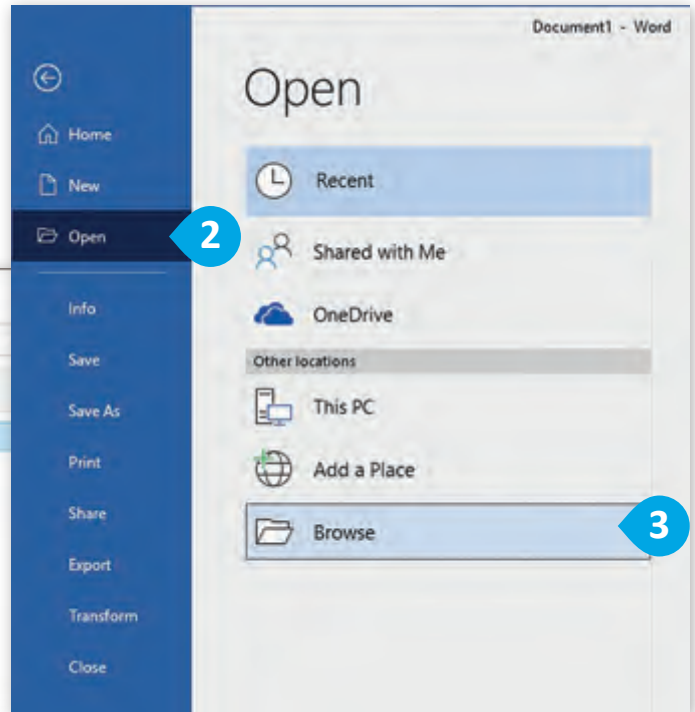 Document1 - Word
Open
Home
New
Open
2
Info
Save
Save As
Print
Share
Export
Transform
Close
Recent
Shared with Me
OneDrive
Other locations
This PC
Add a Place
Browse
3